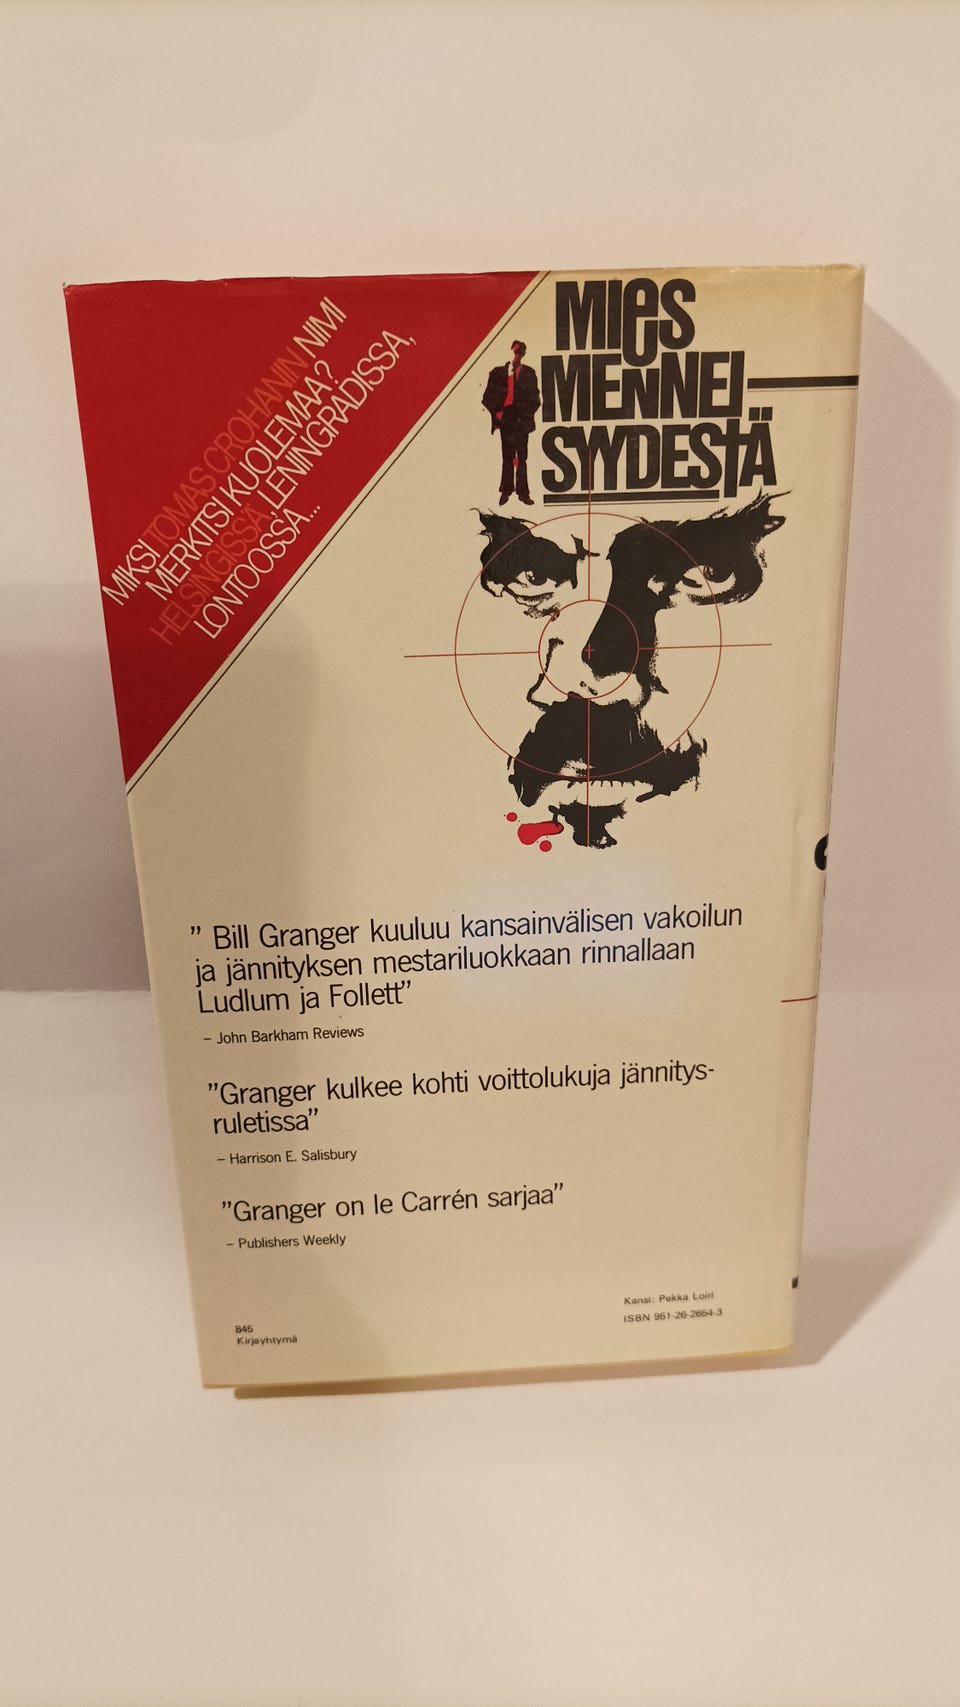 MIKSI TOMAS CROHANIN NIMI
MERKITSI KUOLEMAA?
HELSINGISSÄ, LENINGRADISSA,
LONTOOSSA...
MIES
MENNEI-
SYYDESTÄ
” Bill Granger kuuluu kansainvälisen vakoilun
ja jännityksen mestariluokkaan rinnallaan
Ludlum ja Follett”
– John Barkham Reviews
”Granger kulkee kohti voittolukuja jännitys-
ruletissa”
– Harrison E. Salisbury
”Granger on le Carrén sarjaa”
– Publishers Weekly
Kansi: Pekka Loiri
ISBN 951-26-2654-3
845
Kirjayhtymä